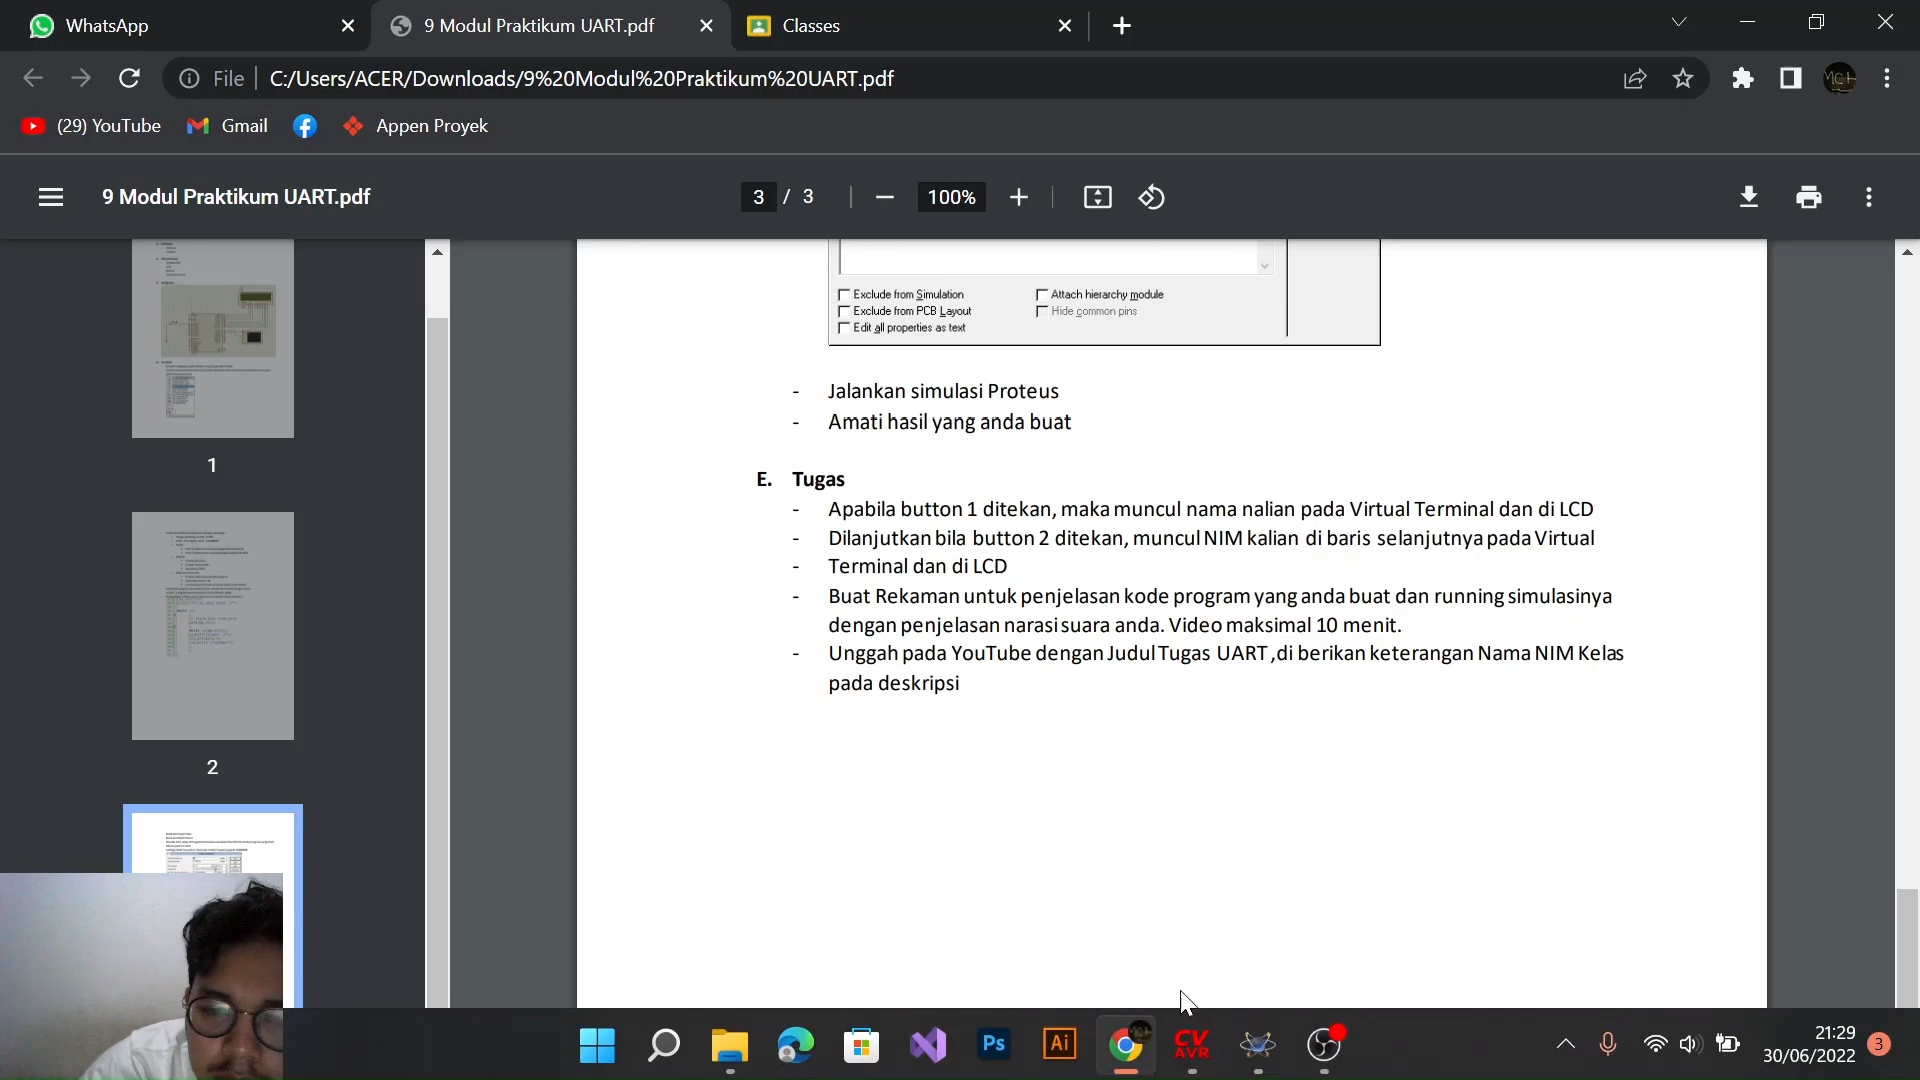 WhatsApp
9 Modul Praktikum UART.pdf
Classes
File
C:/Users/ACER/Downloads/9%20Modul%20Praktikum%20UART.pdf
(29) YouTube
Gmail
Appen Proyek
9 Modul Praktikum UART.pdf
3 / 3
100%
Exclude from Simulation
Attach hierarchy module
Exclude from PCB Layout
Hide common pins
Edit all properties as text
- Jalankan simulasi Proteus
- Amati hasil yang anda buat
E. Tugas
- Apabila button 1 ditekan, maka muncul nama nalian pada Virtual Terminal dan di LCD
- Dilanjutkan bila button 2 ditekan, muncul NIM kalian di baris selanjutnya pada Virtual
- Terminal dan di LCD
- Buat Rekaman untuk penjelasan kode program yang anda buat dan running simulasinya
dengan penjelasan narasi suara anda. Video maksimal 10 menit.
- Unggah pada YouTube dengan Judul Tugas UART ,di berikan keterangan Nama NIM Kelas
pada deskripsi
1
2
Ps
Ai
CV
AVR
21:29
30/06/2022
3